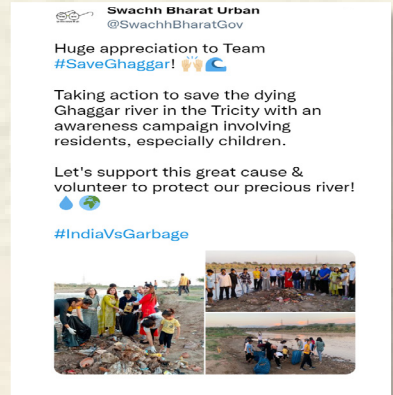 Swachh Bharat Urban
@SwachhBharatGov
Huge appreciation to Team
#SaveGhaggar! 🙌🏻🌊
Taking action to save the dying
Ghaggar river in the Tricity with an
awareness campaign involving
residents, especially children.
Let's support this great cause &
volunteer to protect our precious river!
💧🌍
#IndiaVsGarbage